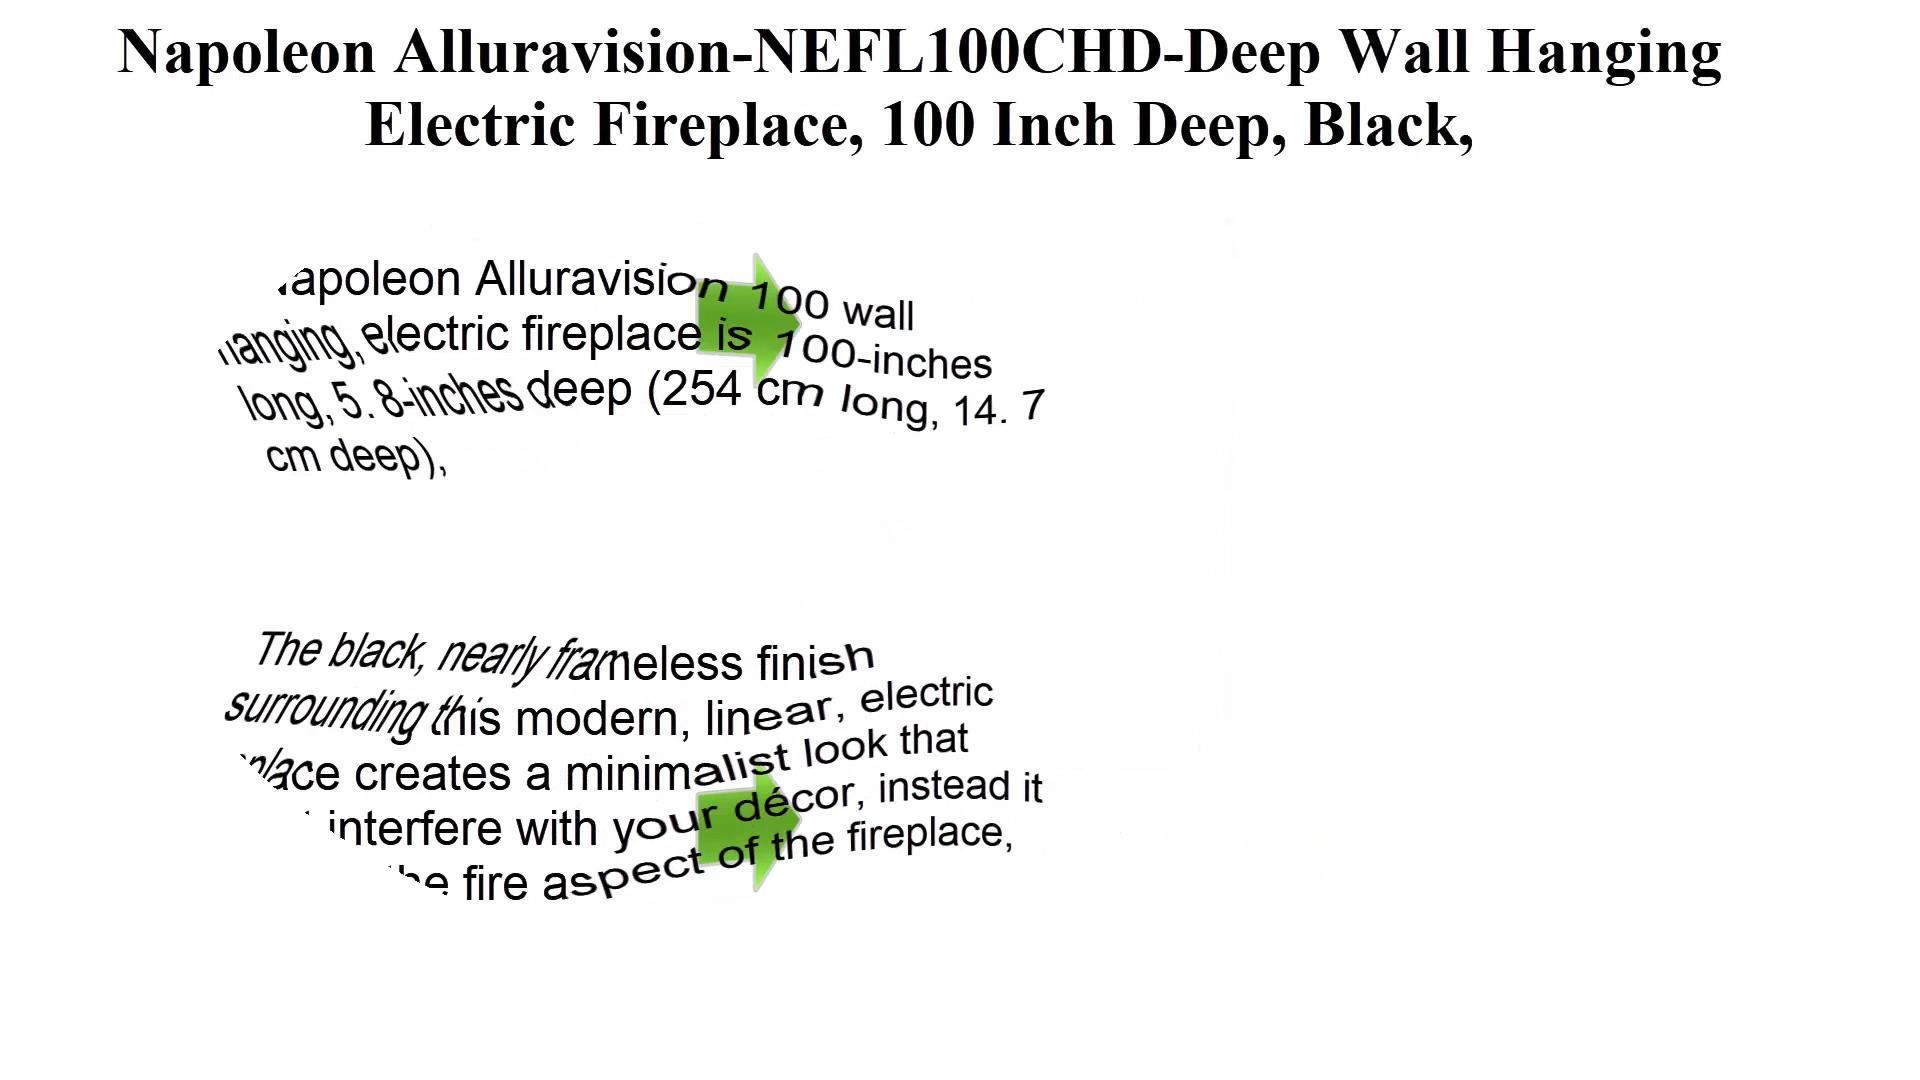 Napoleon Alluravision-NEFL100CHD-Deep Wall Hanging
Electric Fireplace, 100 Inch Deep, Black,
apoleon Alluravision 100 wall
hanging, electric fireplace is 100-inches
long, 5. 8-inches deep (254 cm long, 14. 7
cm deep),
The black, nearly frameless finish
surrounding this modern, linear, electric
place creates a minimalist look that
interfere with your décor, instead it
he fire aspect of the fireplace,